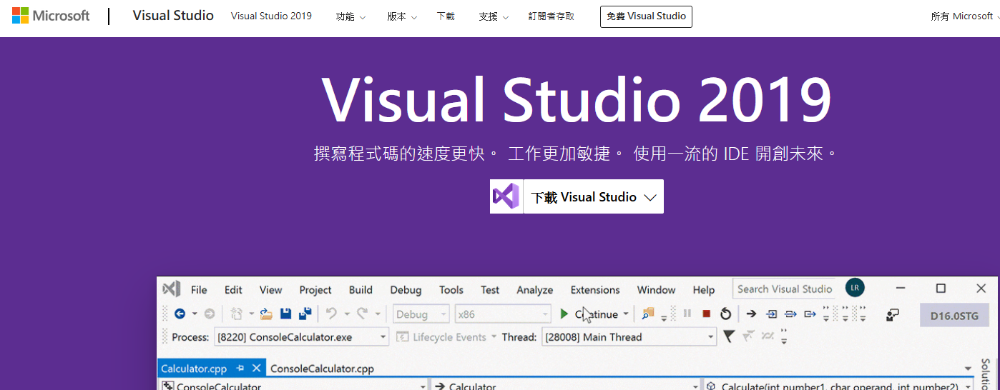 Microsoft Visual Studio Visual Studio 2019 功能 版本 下載 支援 訂閱者存取 免費 Visual Studio 所有 Microsoft
Visual Studio 2019
撰寫程式碼的速度更快。 工作更加敏捷。 使用一流的 IDE 開創未來。
下載 Visual Studio
File Edit View Project Build Debug Tools Test Analyze Extensions Window Help Search Visual Studio LR
Debug x86 Continue D16.0STG
Process: [8220] ConsoleCalculator.exe Lifecycle Events Thread: [28008] Main Thread
Calculator.cpp ConsoleCalculator.cpp
ConsoleCalculator Calculator Calculate(int number1, char operand, int number2)